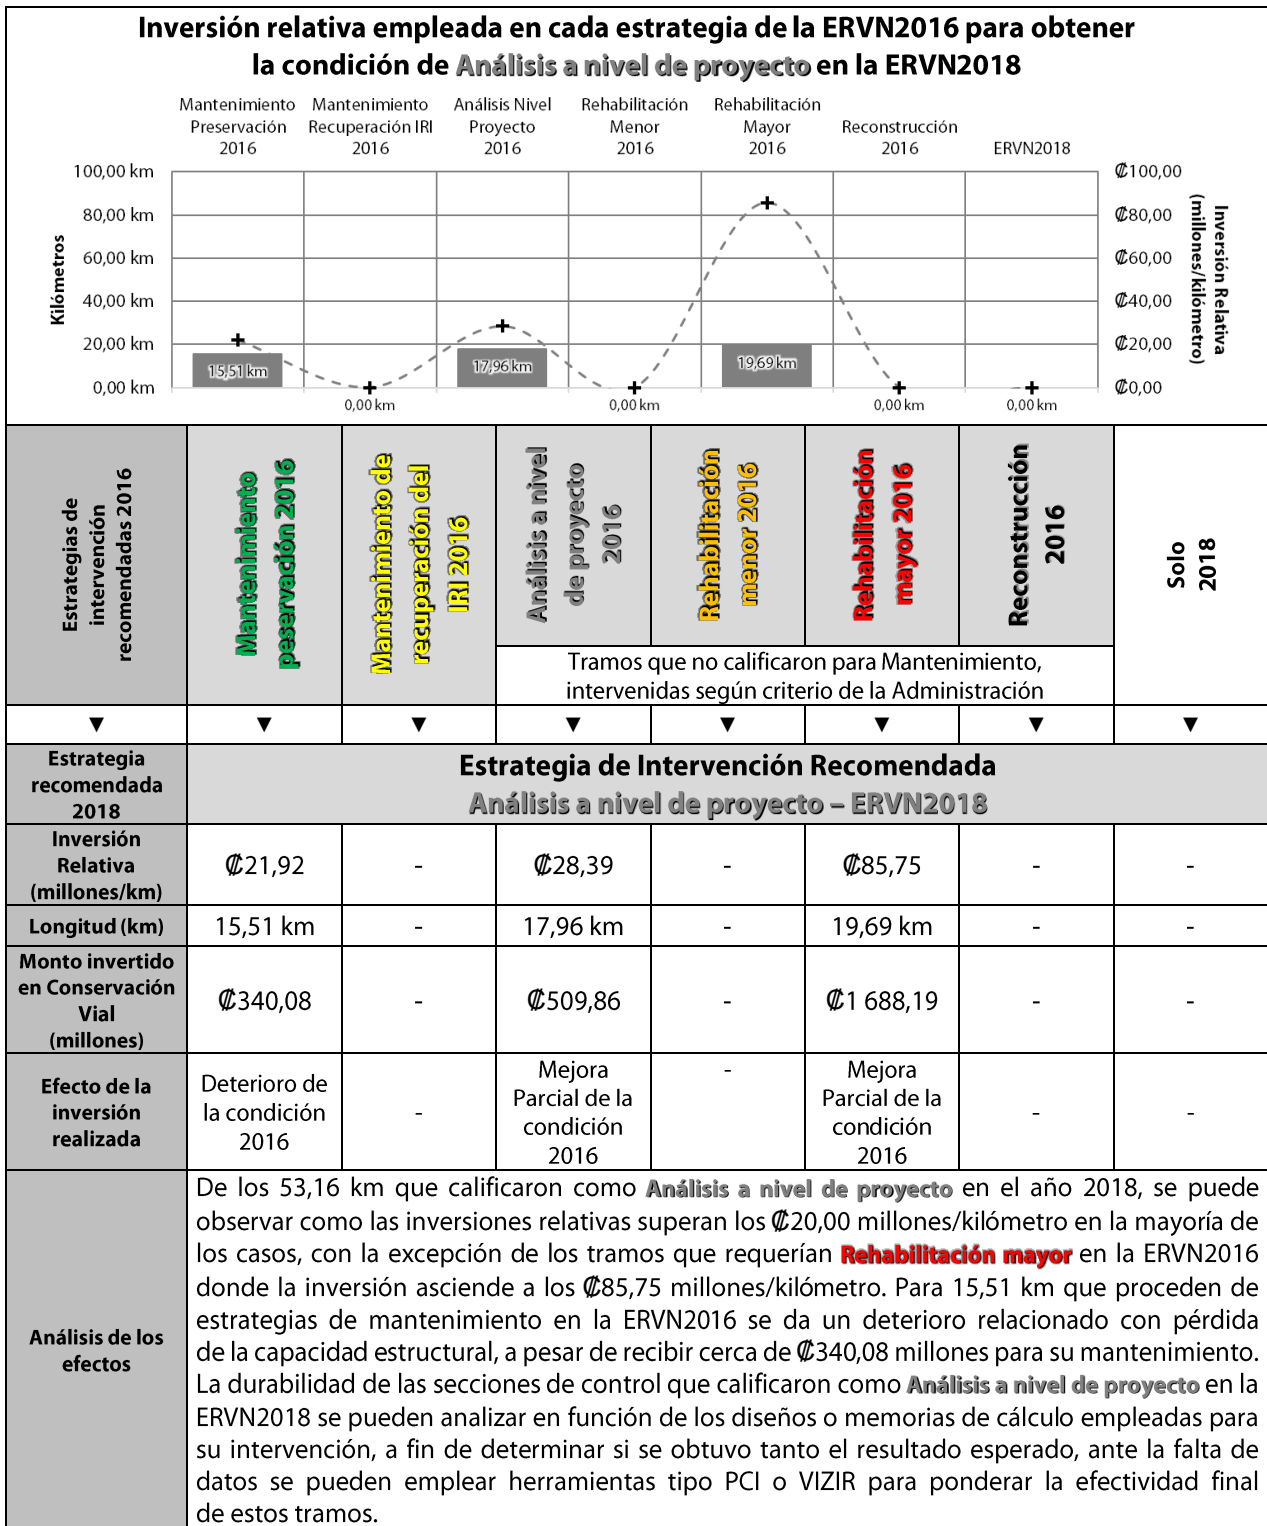 Inversión relativa empleada en cada estrategia de la ERVN2016 para obtener
la condición de Análisis a nivel de proyecto en la ERVN2018
Mantenimiento
Preservación
2016
Mantenimiento
Recuperación IRI
2016
Análisis Nivel
Proyecto
2016
Rehabilitación
Menor
2016
Rehabilitación
Mayor
2016
Reconstrucción
2016
ERVN2018
Kilómetros
100,00 km
80,00 km
60,00 km
40,00 km
20,00 km
0,00 km
₡100,00
₡80,00
₡60,00
₡40,00
₡20,00
₡0,00
Inversión Relativa
(millones/kilómetro)
15,51 km
0,00 km
17,96 km
0,00 km
19,69 km
0,00 km
0,00 km
Estrategias de
intervención
recomendadas 2016
Mantenimiento
peservación 2016
Mantenimiento de
recuperación del
IRI 2016
Análisis a nivel
de proyecto
2016
Rehabilitación
menor 2016
Rehabilitación
mayor 2016
Reconstrucción
2016
Solo
2018
Tramos que no calificaron para Mantenimiento,
intervenidas según criterio de la Administración
▼ ▼ ▼ ▼ ▼ ▼ ▼ ▼
Estrategia
recomendada
2018
Estrategia de Intervención Recomendada
Análisis a nivel de proyecto – ERVN2018
Inversión
Relativa
(millones/km)
₡21,92
-
₡28,39
-
₡85,75
-
-
Longitud (km)
15,51 km
-
17,96 km
-
19,69 km
-
-
Monto invertido
en Conservación
Vial
(millones)
₡340,08
-
₡509,86
-
₡1 688,19
-
-
Efecto de la
inversión
realizada
Deterioro de
la condición
2016
-
Mejora
Parcial de la
condición
2016
-
Mejora
Parcial de la
condición
2016
-
-
Análisis de los
efectos
De los 53,16 km que calificaron como Análisis a nivel de proyecto en el año 2018, se puede
observar como las inversiones relativas superan los ₡20,00 millones/kilómetro en la mayoría de
los casos, con la excepción de los tramos que requerían Rehabilitación mayor en la ERVN2016
donde la inversión asciende a los ₡85,75 millones/kilómetro. Para 15,51 km que proceden de
estrategias de mantenimiento en la ERVN2016 se da un deterioro relacionado con pérdida
de la capacidad estructural, a pesar de recibir cerca de ₡340,08 millones para su mantenimiento.
La durabilidad de las secciones de control que calificaron como Análisis a nivel de proyecto en la
ERVN2018 se pueden analizar en función de los diseños o memorias de cálculo empleadas para
su intervención, a fin de determinar si se obtuvo tanto el resultado esperado, ante la falta de
datos se pueden emplear herramientas tipo PCI o VIZIR para ponderar la efectividad final
de estos tramos.